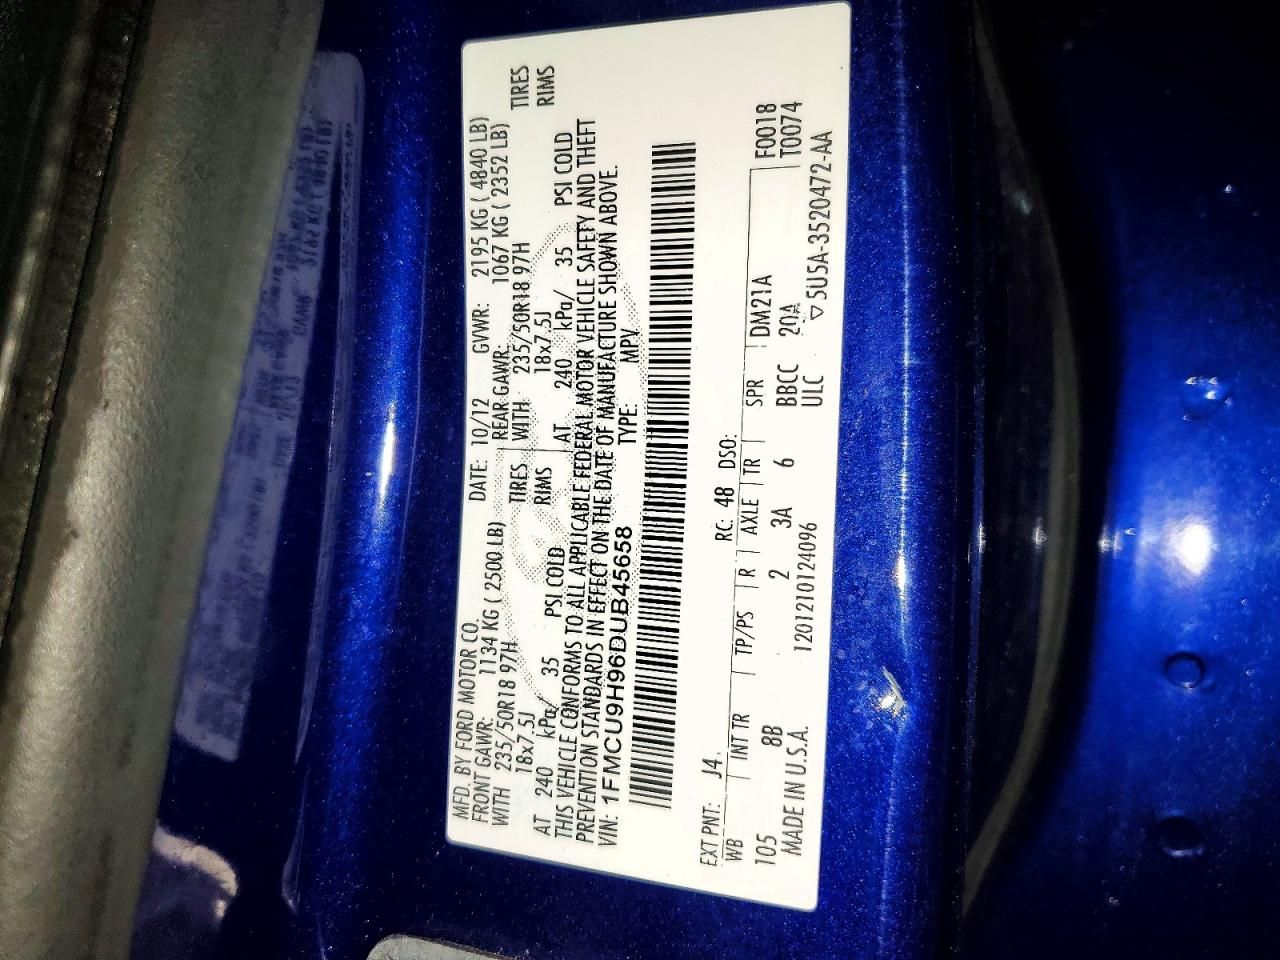 MFD. BY FORD MOTOR CO. DATE: 10/12 GVWR: 2195 KG ( 4840 LB)
FRONT GAWR: 1134 KG ( 2500 LB) REAR GAWR: 1067 KG ( 2352 LB)
WITH 235/50R18 97H TIRES WITH 235/50R18 97H TIRES
18x7.5J RIMS 18x7.5J RIMS
AT 240 kPa/ 35 PSI COLD AT 240 kPa/ 35 PSI COLD
THIS VEHICLE CONFORMS TO ALL APPLICABLE FEDERAL MOTOR VEHICLE SAFETY AND THEFT
PREVENTION STANDARDS IN EFFECT ON THE DATE OF MANUFACTURE SHOWN ABOVE.
VIN: 1FMCU9H96DUB45658 TYPE: MPV
EXT PNT: J4 RC: 48 DSO: F0018
WB INT TR TP/PS R AXLE TR SPR DM21A T0074
105 8B 2 3A 6 BBCC 20A
MADE IN U.S.A. 1201210124096 ULC ▽5U5A-3520472-AA